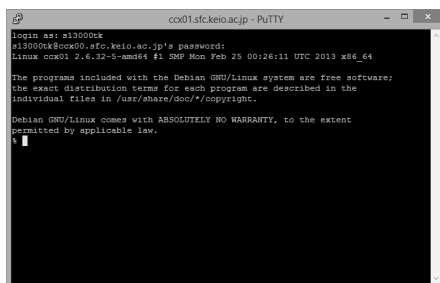 ccx01.sfc.keio.ac.jp - PuTTY
login as: s13000tk
s13000tk@ccx00.sfc.keio.ac.jp's password:
Linux ccx01 2.6.32-5-amd64 #1 SMP Mon Feb 25 00:26:11 UTC 2013 x86_64
The programs included with the Debian GNU/Linux system are free software;
the exact distribution terms for each program are described in the
individual files in /usr/share/doc/*/copyright.
Debian GNU/Linux comes with ABSOLUTELY NO WARRANTY, to the extent
permitted by applicable law.
%